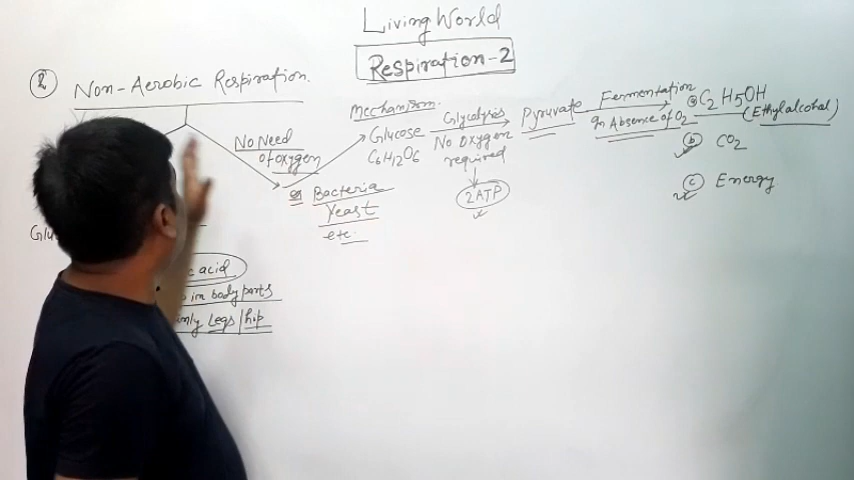 Living World
Respiration-2
② Non-Aerobic Respiration.
No Need
of oxygen
eg Bacteria
Yeast
etc.
Mechanism.
Glucose
C6H12O6
Glycolysis
No Oxygen
required
2ATP
Pyruvate
Fermentation
In Absence of O2
ⓐ C2H5OH
(Ethyl alcohol)
ⓑ CO2
ⓒ Energy
Glu
c acid
in body parts
Legs/hip